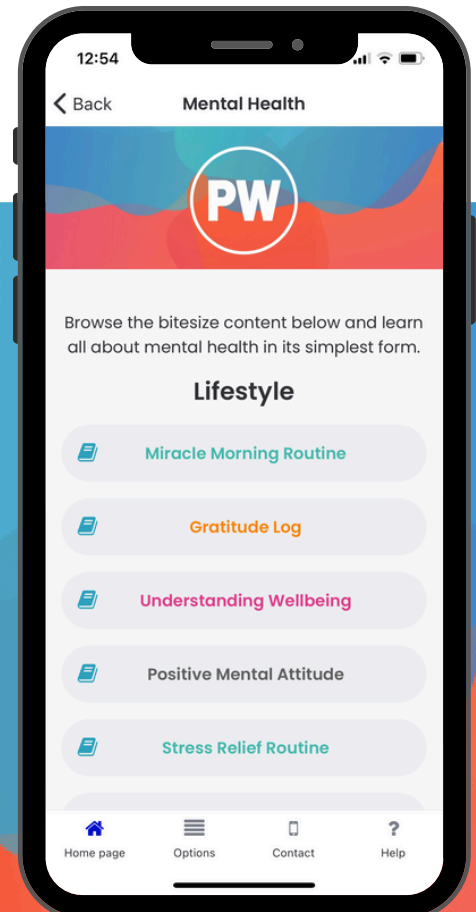 12:54
Back
Mental Health
PW
Browse the bitesize content below and learn
all about mental health in its simplest form.
Lifestyle
Miracle Morning Routine
Gratitude Log
Understanding Wellbeing
Positive Mental Attitude
Stress Relief Routine
Home page
Options
Contact
? Help